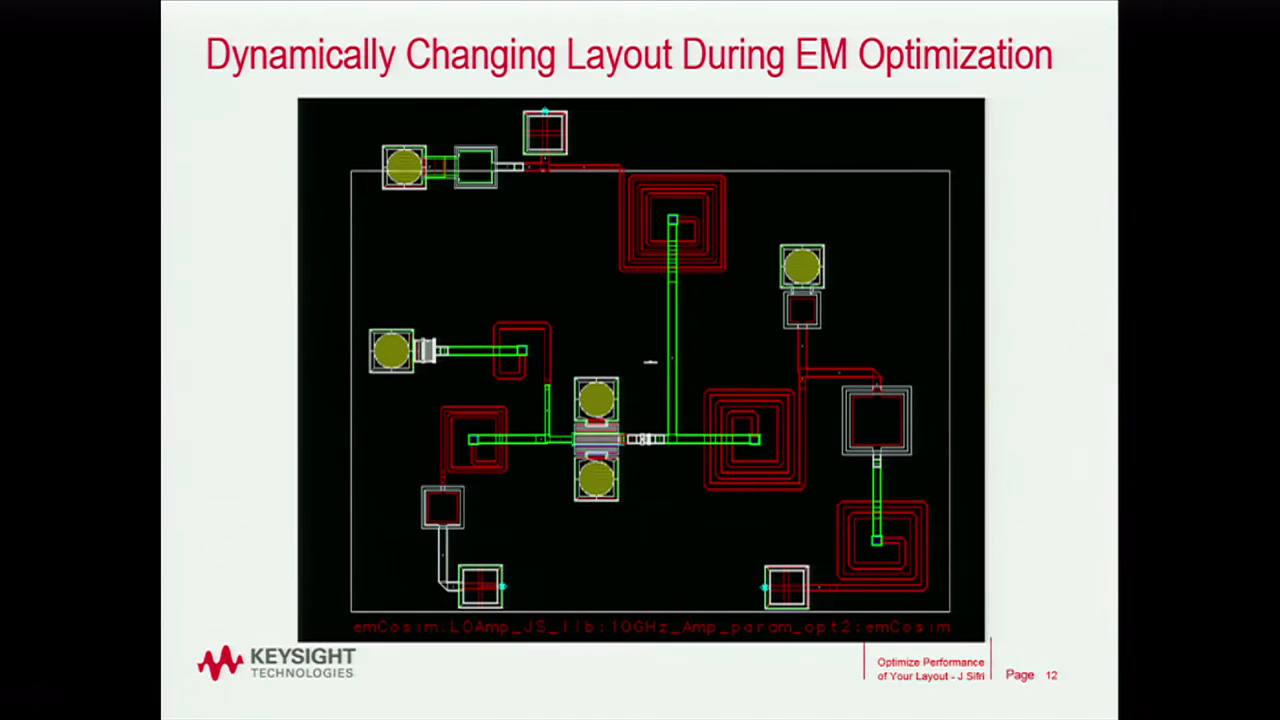 Dynamically Changing Layout During EM Optimization
emCosim:LOAmp_JS_lib:10GHz_Amp_param_opt2:emCosim
KEYSIGHT
TECHNOLOGIES
Optimize Performance
of Your Layout - J Sifri
Page 12